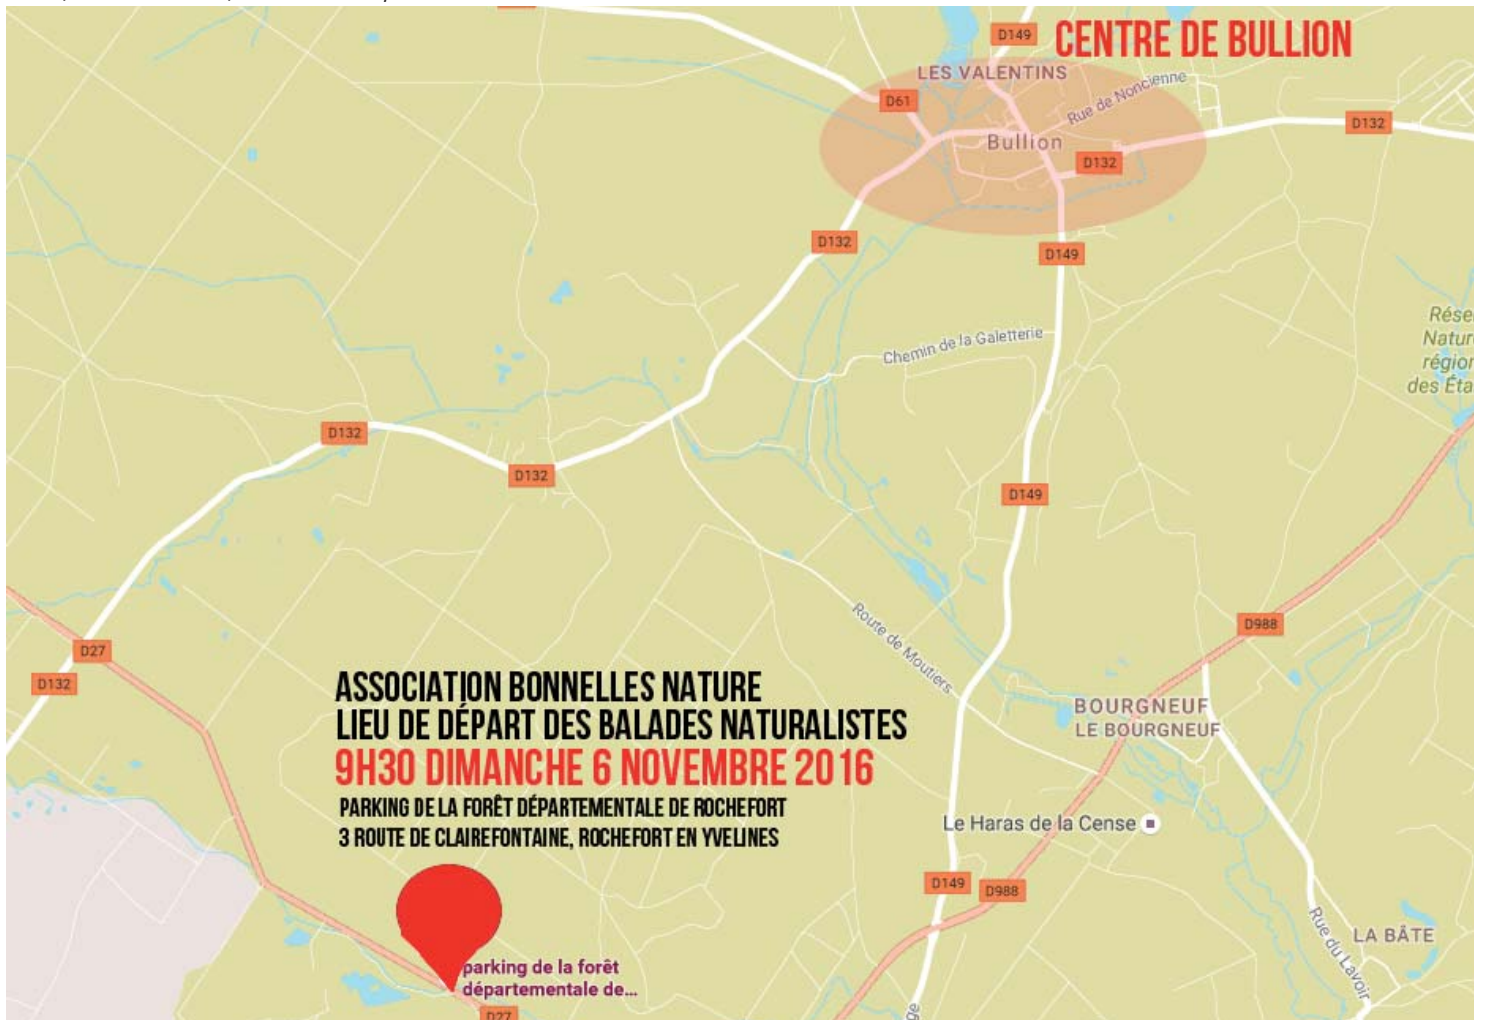 D149
CENTRE DE BULLION
LES VALENTINS
Rue de Noncienne
D61
D132
Bullion
D132
D132
D149
Rése
Natur
région
des Éta
Chemin de la Galetterie
D132
D132
D149
D988
Route de Moutiers
D27
D132
ASSOCIATION BONNELLES NATURE
LIEU DE DÉPART DES BALADES NATURALISTES
9H30 DIMANCHE 6 NOVEMBRE 2016
PARKING DE LA FORÊT DÉPARTEMENTALE DE ROCHEFORT
3 ROUTE DE CLAIREFONTAINE, ROCHEFORT EN YVELINES
BOURGNEUF
LE BOURGNEUF
Le Haras de la Cense
D149
D988
Rue du Lavoir
LA BÂTE
parking de la forêt
départementale de...
D27